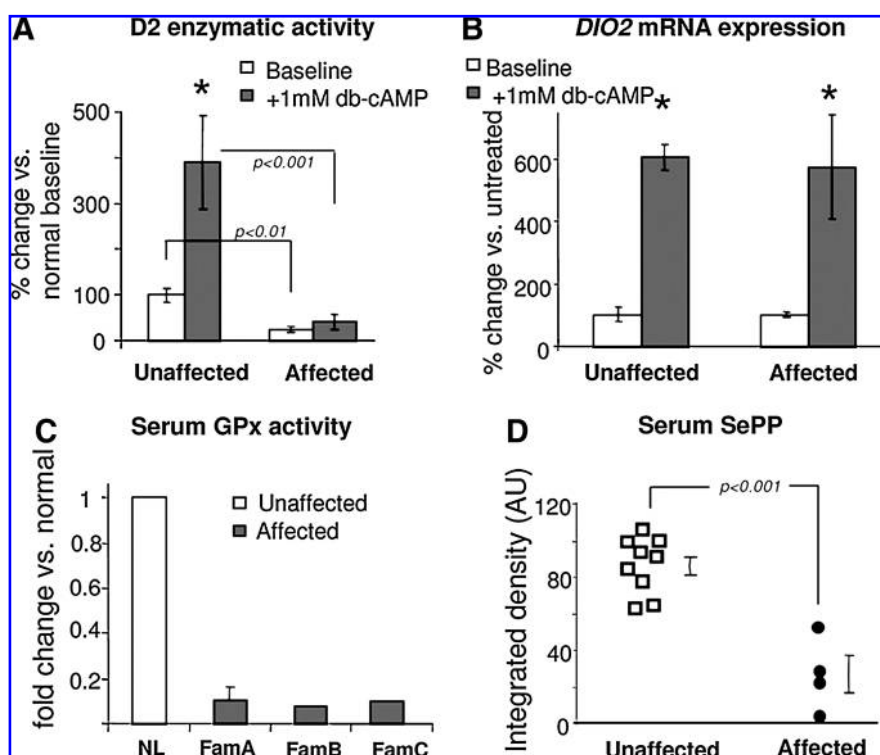 A D2 enzymatic activity
Baseline
+1mM db-cAMP
% change vs.
normal baseline
500
300
100
0
*
p<0.001
p<0.01
Unaffected Affected
B DIO2 mRNA expression
Baseline
+1mM db-cAMP
% change vs. untreated
600
400
200
0
*
*
Unaffected Affected
C Serum GPx activity
fold change vs. normal
1
0.8
0.6
0.4
0.2
Unaffected
Affected
NL FamA FamB FamC
D Serum SePP
Integrated density (AU)
120
80
40
0
p<0.001
Unaffected Affected